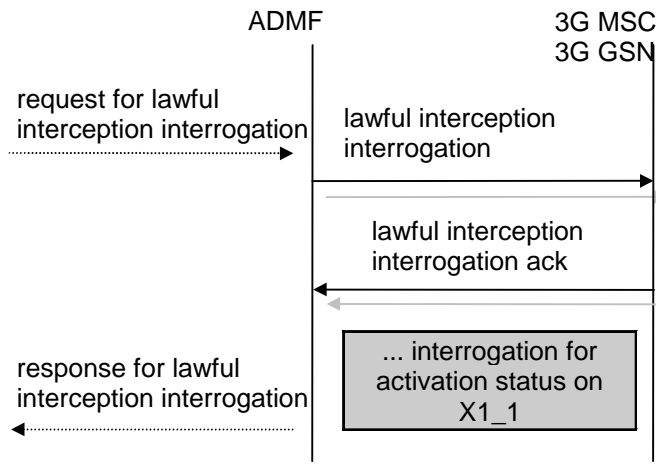 ADMF
3G MSC
3G GSN
request for lawful
interception interrogation
lawful interception
interrogation
lawful interception
interrogation ack
... interrogation for
activation status on
X1_1
response for lawful
interception interrogation